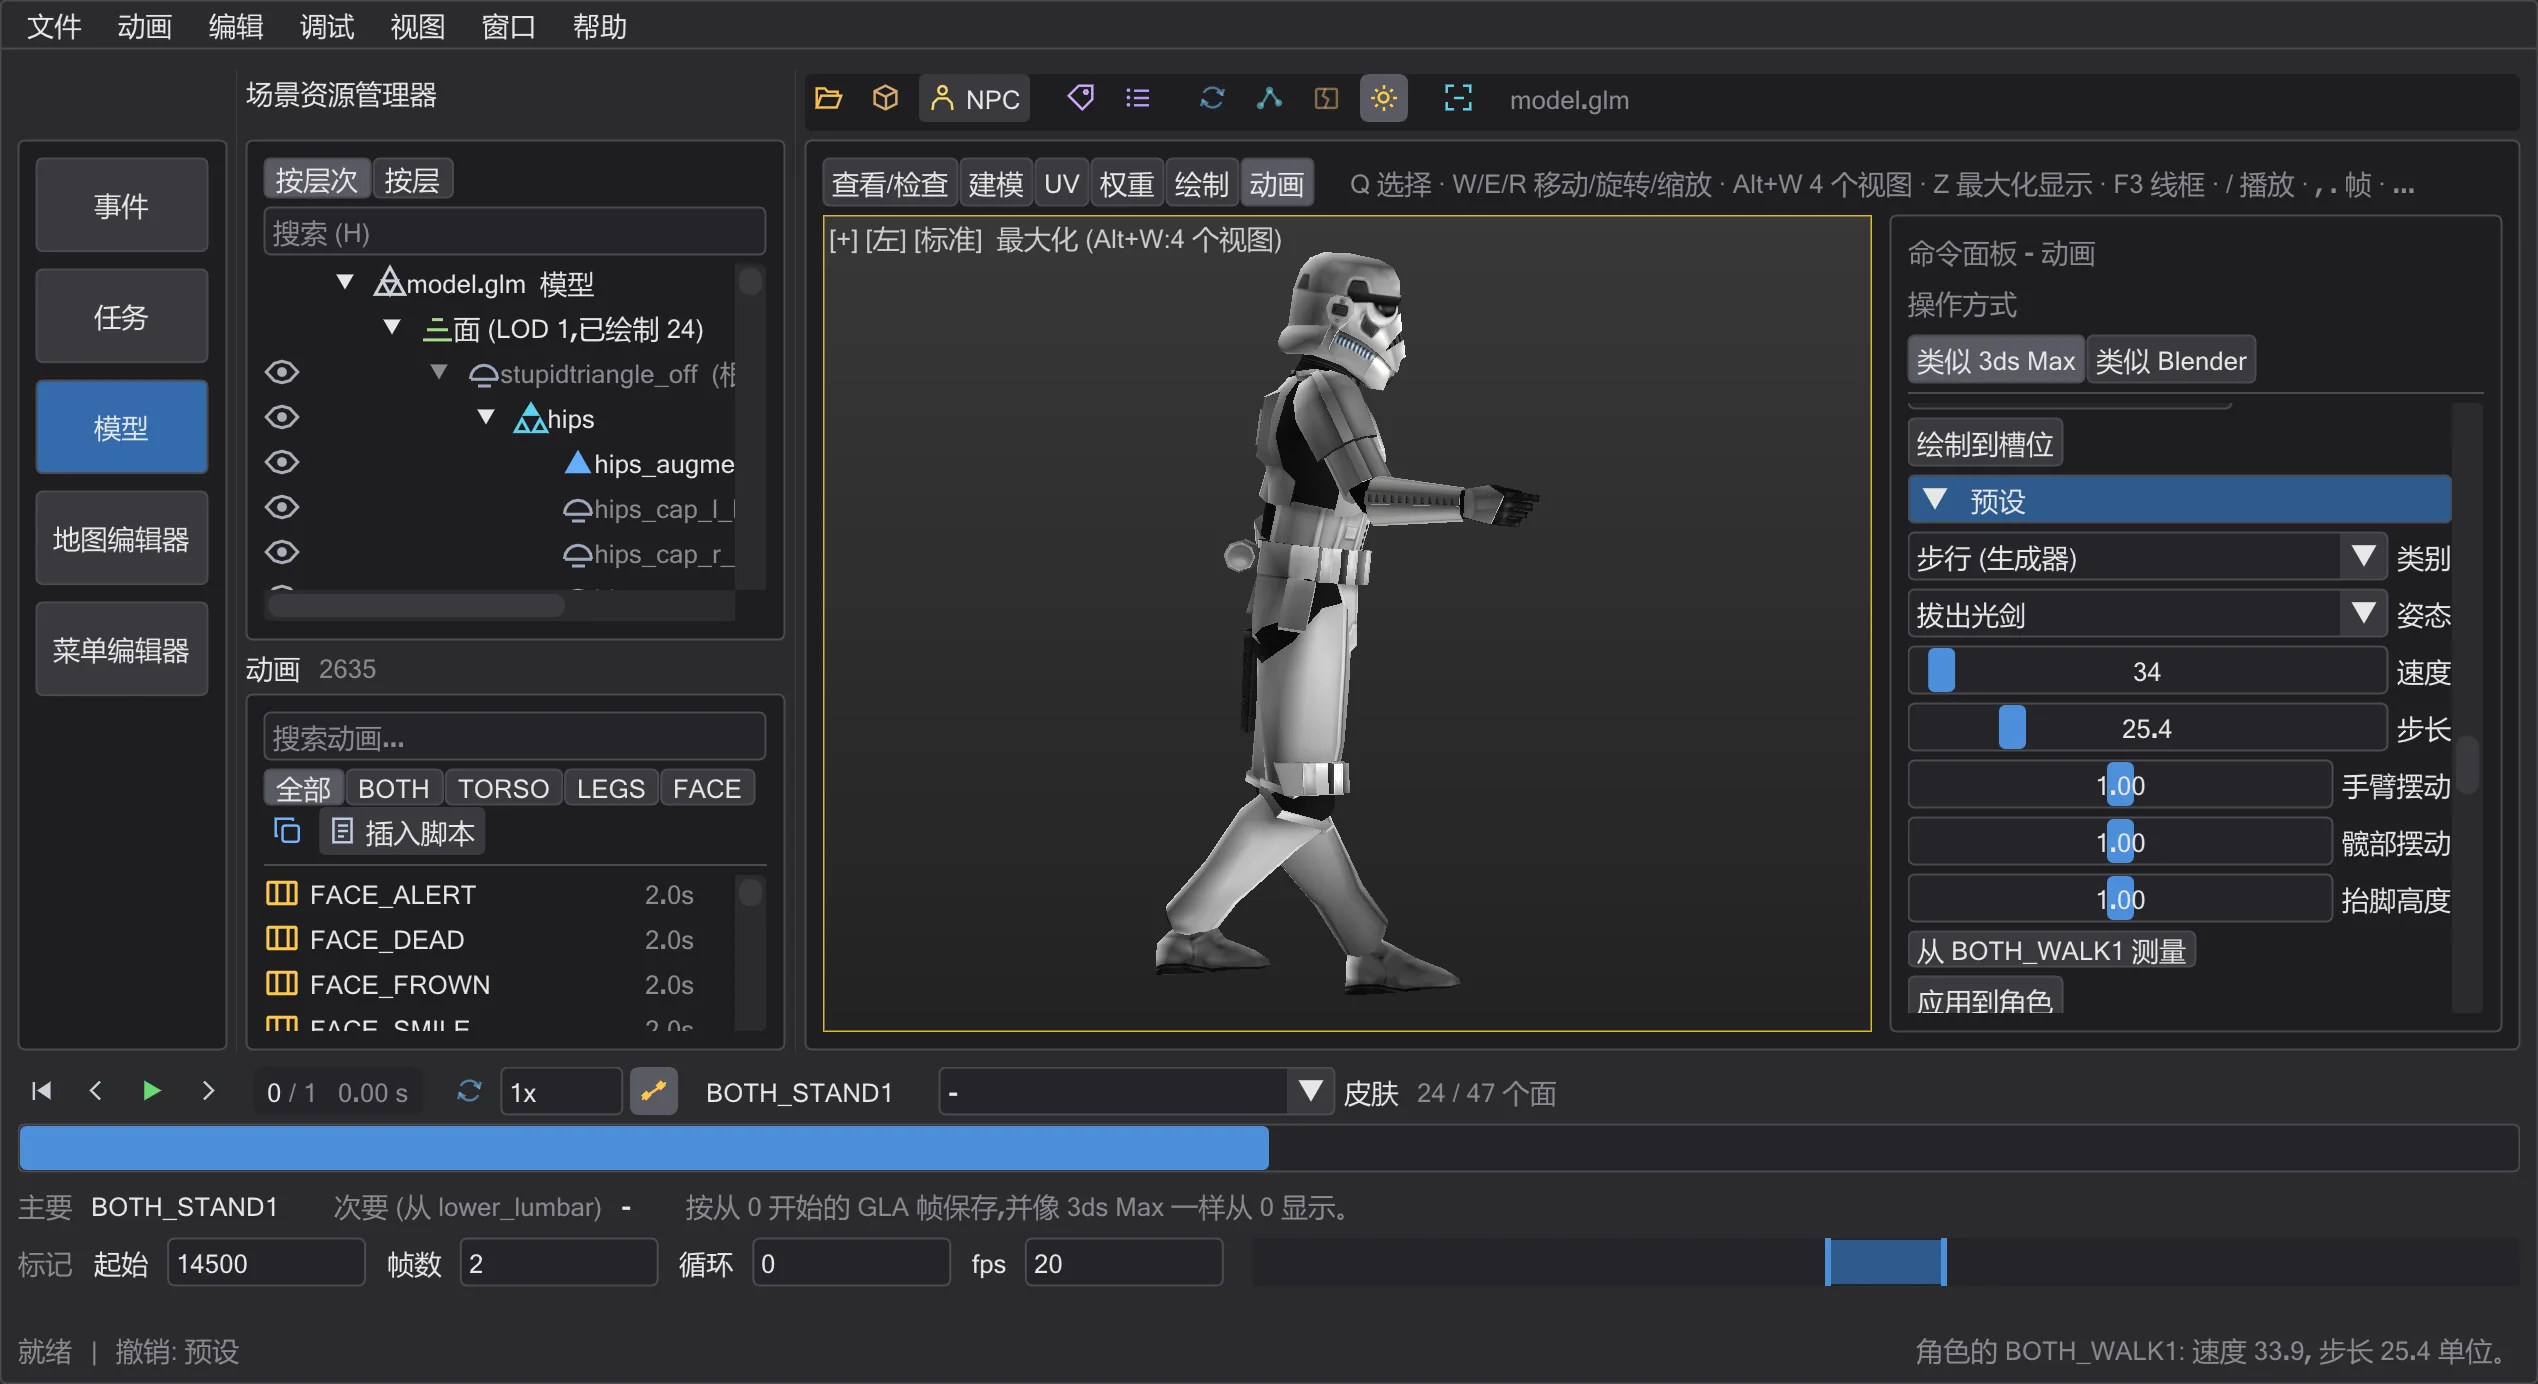 文件 动画 编辑 调试 视图 窗口 帮助
场景资源管理器
NPC model.glm
事件
任务
模型
地图编辑器
菜单编辑器
按层次 按层
搜索 (H)
model.glm 模型
面 (LOD 1,已绘制 24)
stupidtriangle_off (根
hips
hips_augme
hips_cap_l_l
hips_cap_r_
动画 2635
搜索动画...
全部 BOTH TORSO LEGS FACE
插入脚本
FACE_ALERT 2.0s
FACE_DEAD 2.0s
FACE_FROWN 2.0s
FACE_SMILE 2.0s
查看/检查 建模 UV 权重 绘制 动画 Q 选择 · W/E/R 移动/旋转/缩放 · Alt+W 4 个视图 · Z 最大化显示 · F3 线框 · / 播放 · , . 帧 · ...
[+] [左] [标准] 最大化 (Alt+W:4 个视图)
命令面板 - 动画
操作方式
类似 3ds Max 类似 Blender
绘制到槽位
预设
步行 (生成器) 类别
拔出光剑 姿态
34 速度
25.4 步长
1.00 手臂摆动
1.00 髋部摆动
1.00 抬脚高度
从 BOTH_WALK1 测量
应用到角色
0 / 1 0.00 s 1x BOTH_STAND1 - 皮肤 24 / 47 个面
主要 BOTH_STAND1 次要 (从 lower_lumbar) - 按从 0 开始的 GLA 帧保存,并像 3ds Max 一样从 0 显示。
标记 起始 14500 帧数 2 循环 0 fps 20
就绪 | 撤销: 预设 角色的 BOTH_WALK1: 速度 33.9, 步长 25.4 单位。